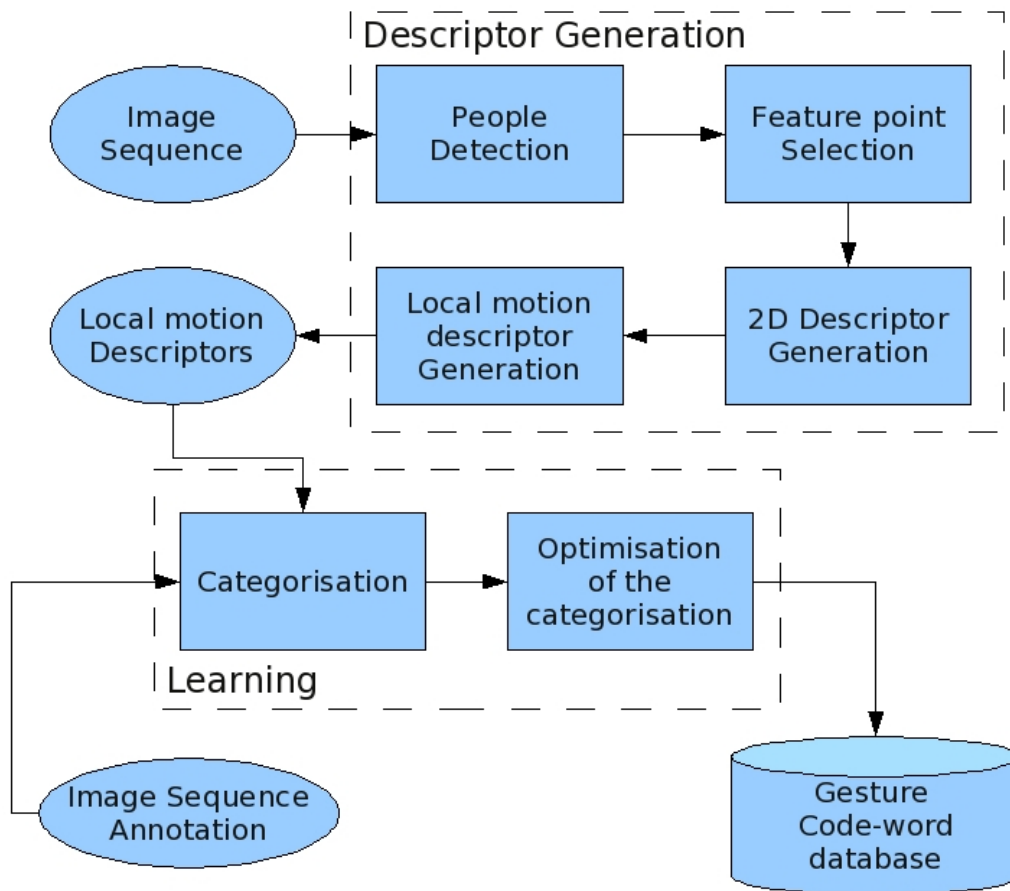 Descriptor Generation
Image
Sequence
People
Detection
Feature point
Selection
Local motion
Descriptors
Local motion
descriptor
Generation
2D Descriptor
Generation
Categorisation
Optimisation
of the
categorisation
Learning
Image Sequence
Annotation
Gesture
Code-word
database